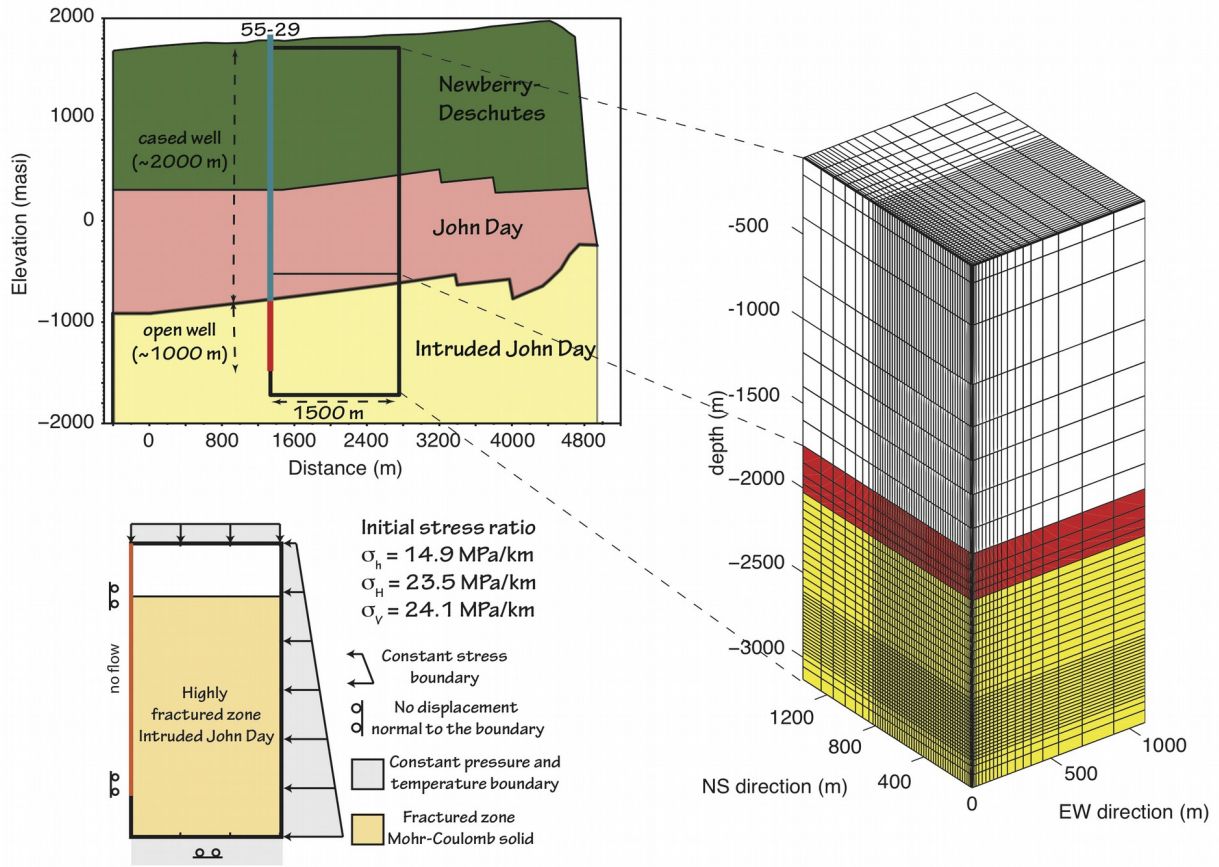 2000
1000
0
−1000
−2000
Elevation (masi)
55-29
Newberry-
Deschutes
cased well
(~2000 m)
John Day
open well
(~1000 m)
Intruded John Day
1500 m
0 800 1600 2400 3200 4000 4800
Distance (m)
Initial stress ratio
σh = 14.9 MPa/km
σH = 23.5 MPa/km
σV = 24.1 MPa/km
no flow
Highly
fractured zone
Intruded John Day
Constant stress
boundary
No displacement
normal to the boundary
Constant pressure and
temperature boundary
Fractured zone
Mohr-Coulomb solid
-500
-1000
-1500
−2000
-2500
-3000
depth (m)
1200
800
400
0
500
1000
NS direction (m)
EW direction (m)